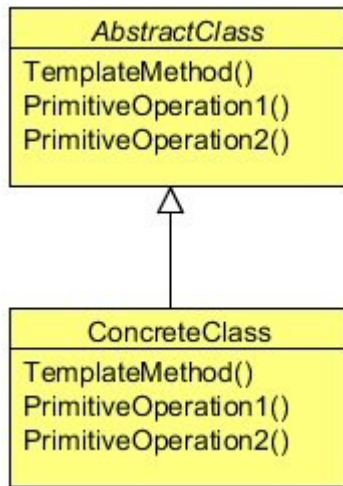 AbstractClass
TemplateMethod()
PrimitiveOperation1()
PrimitiveOperation2()
ConcreteClass
TemplateMethod()
PrimitiveOperation1()
PrimitiveOperation2()